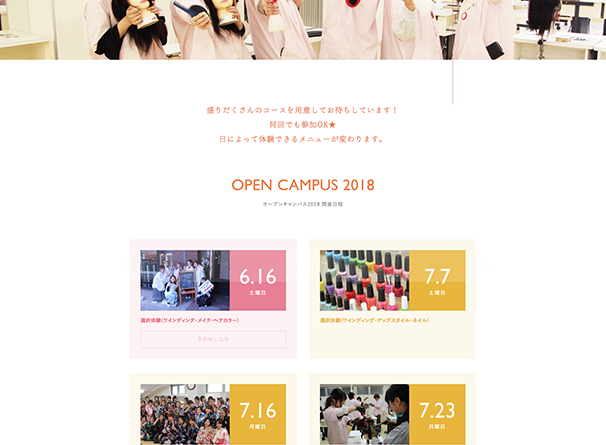 盛りだくさんのコースを用意してお待ちしています！
何回でも参加OK★
日によって体験できるメニューが変わります。
OPEN CAMPUS 2018
オープンキャンパス2018 開催日程
6.16
土曜日
選択体験(ワインディング・メイク・ヘアカラー)
予約申し込み
7.7
土曜日
選択体験(ワインディング・アップスタイル・ネイル)
7.16
月曜日
7.23
月曜日